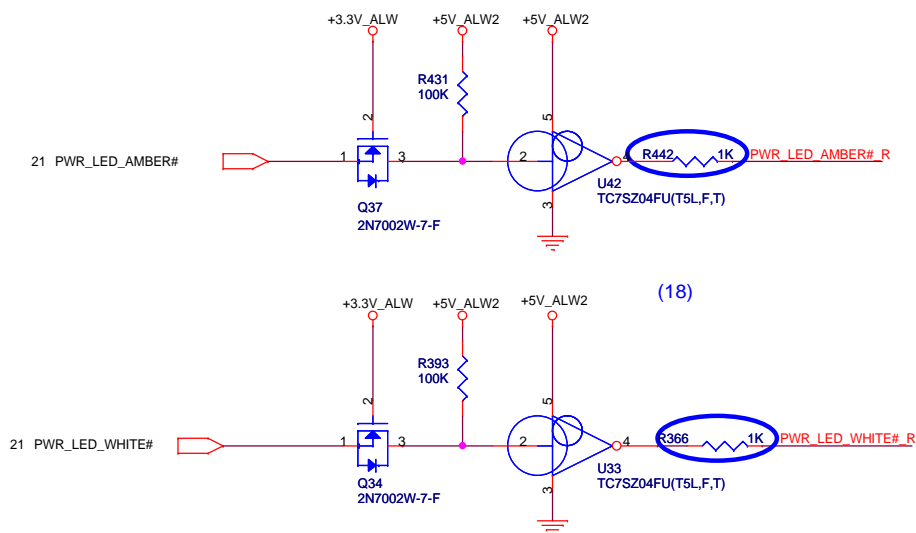 +3.3V_ALW +5V_ALW2 +5V_ALW2
R431
100K
2 5
21 PWR_LED_AMBER# 1 3 2 4 R442 1K PWR_LED_AMBER#_R
U42
TC7SZ04FU(T5L,F,T)
3
Q37
2N7002W-7-F
(18)
+3.3V_ALW +5V_ALW2 +5V_ALW2
R393
100K
2 5
21 PWR_LED_WHITE# 1 3 2 4 R366 1K PWR_LED_WHITE#_R
U33
TC7SZ04FU(T5L,F,T)
3
Q34
2N7002W-7-F